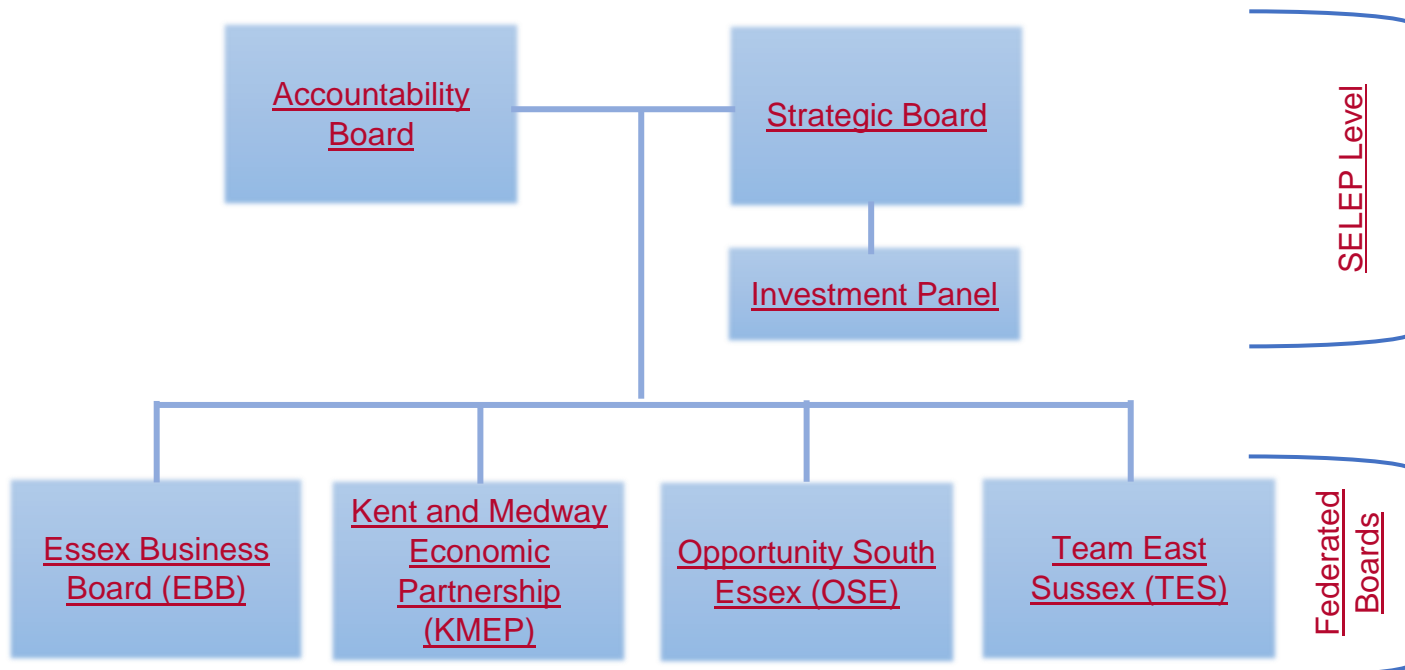 Accountability
Board
Strategic Board
Investment Panel
SELEP Level
Essex Business
Board (EBB)
Kent and Medway
Economic
Partnership
(KMEP)
Opportunity South
Essex (OSE)
Team East
Sussex (TES)
Federated
Boards